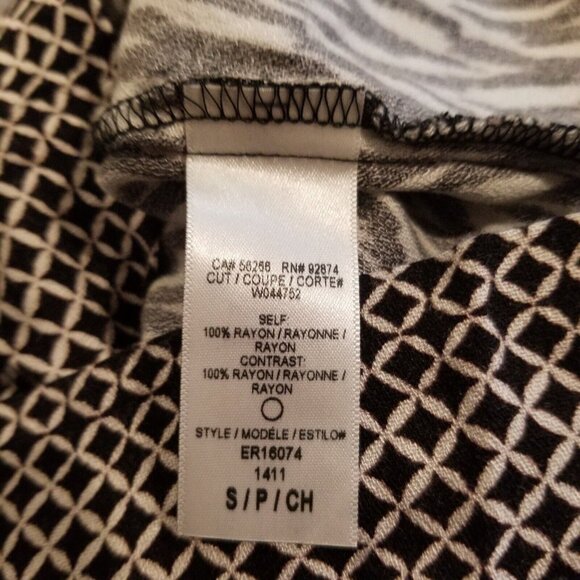 CA# 56266 RN# 92874
CUT / COUPE / CORTE#
W044752
SELF
100% RAYON / RAYONNE /
RAYON
CONTRAST
100% RAYON / RAYONNE /
RAYON
STYLE / MODÈLE / ESTILO#
ER16074
1411
S / P / CH